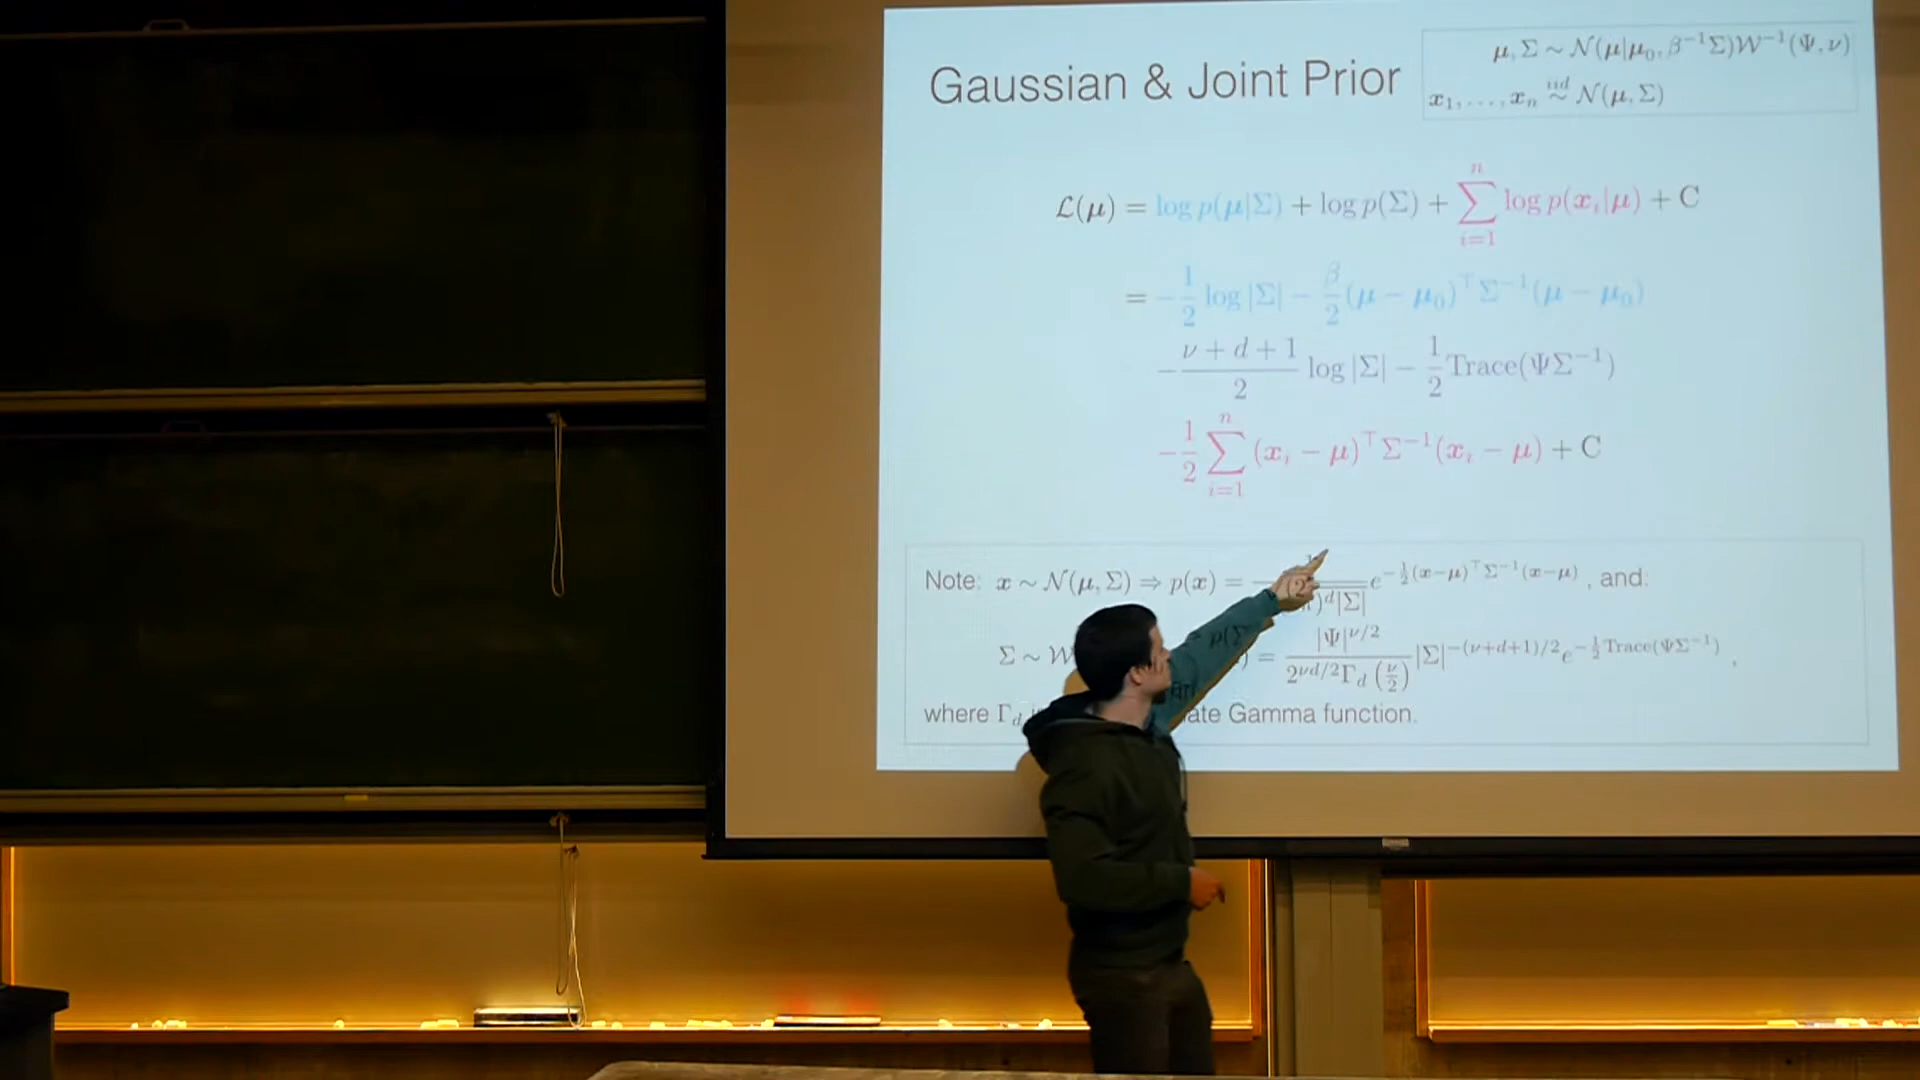 Gaussian & Joint Prior
μ, Σ ∼ N(μ|μ₀, β⁻¹Σ)W⁻¹(Ψ, ν)
x₁, …, xₙ ∼ⁱⁱᵈ N(μ, Σ)
L(μ) = log p(μ|Σ) + log p(Σ) + ∑ᵢ₌₁ⁿ log p(xᵢ|μ) + C
= −1/2 log |Σ| − β/2 (μ − μ₀)ᵀ Σ⁻¹(μ − μ₀)
− (ν + d + 1)/2 log |Σ| − 1/2 Trace(ΨΣ⁻¹)
− 1/2 ∑ᵢ₌₁ⁿ (xᵢ − μ)ᵀ Σ⁻¹(xᵢ − μ) + C
Note: x ∼ N(μ, Σ) ⇒ p(x) = )ᵈ|Σ| e^{−1/2 (x−μ)ᵀΣ⁻¹(x−μ)} , and:
Σ ∼ W = |Ψ|^{ν/2} / (2^{νd/2} Γ_d (ν/2)) |Σ|^{−(ν+d+1)/2} e^{−1/2 Trace(ΨΣ⁻¹)} ,
where Γ_d Gamma function.